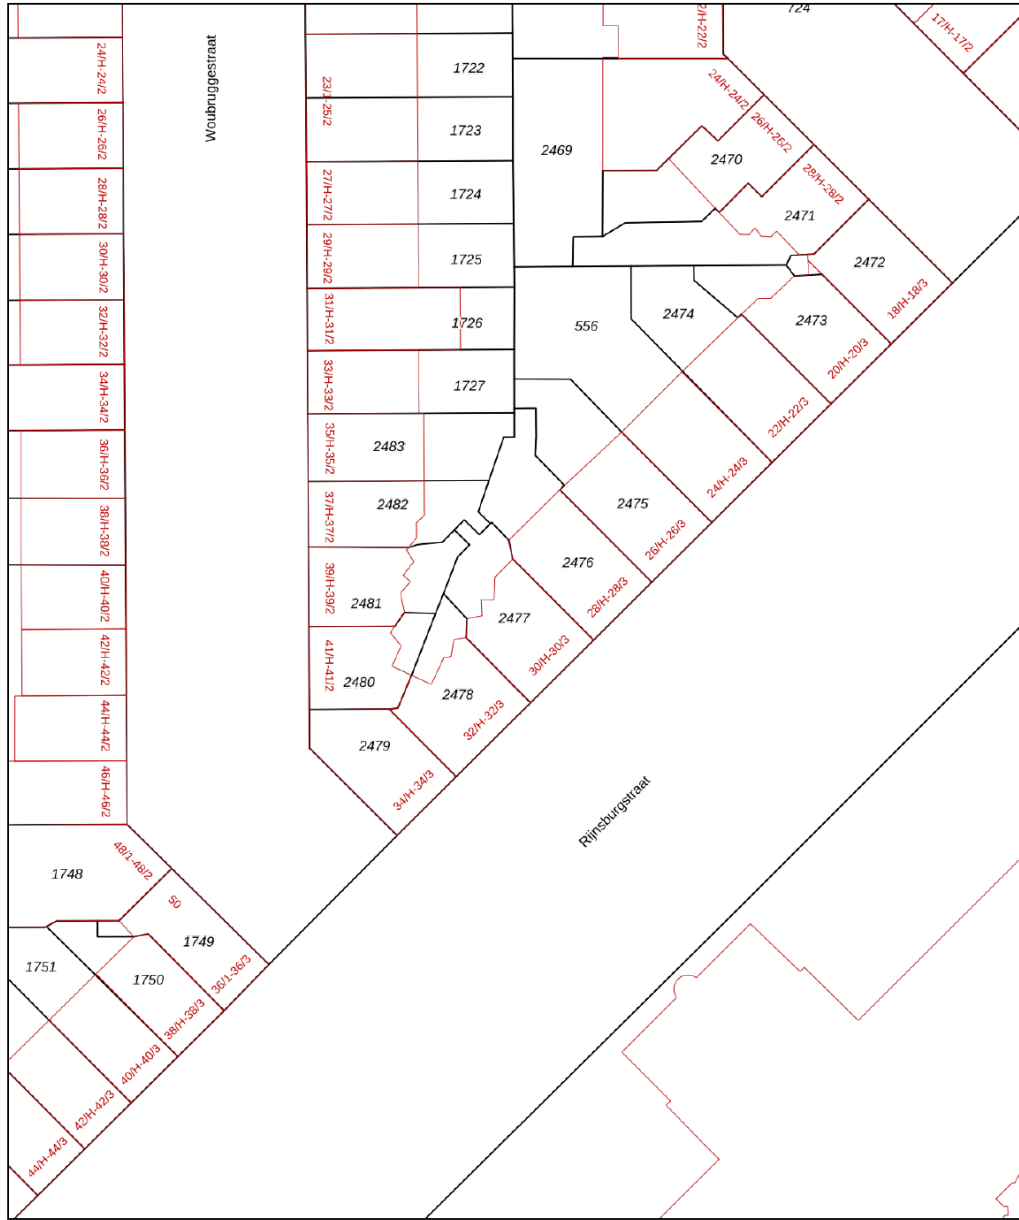 24/H-24/2
26/H-26/2
28/H-28/2
30/H-30/2
32/H-32/2
34/H-34/2
36/H-36/2
38/H-38/2
40/H-40/2
42/H-42/2
44/H-44/2
46/H-46/2
48/1-48/2
50
Woubruggestraat
23/1-25/2
27/H-27/2
29/H-29/2
31/H-31/2
33/H-33/2
35/H-35/2
37/H-37/2
39/H-39/2
41/H-41/2
1722
1723
1724
1725
1726
1727
2483
2482
2481
2480
2479
2478
2477
2476
2475
556
2474
2473
2472
2471
2470
2469
724
2/H-22/2
24/H-24/2
26/H-26/2
28/H-28/2
17/H-17/2
18/H-18/3
20/H-20/3
22/H-22/3
24/H-24/3
26/H-26/3
28/H-28/3
30/H-30/3
32/H-32/3
34/H-34/3
Rijnsburgstraat
1748
1749
1750
1751
36/1-36/3
38/H-38/3
40/H-40/3
42/H-42/3
44/H-44/3